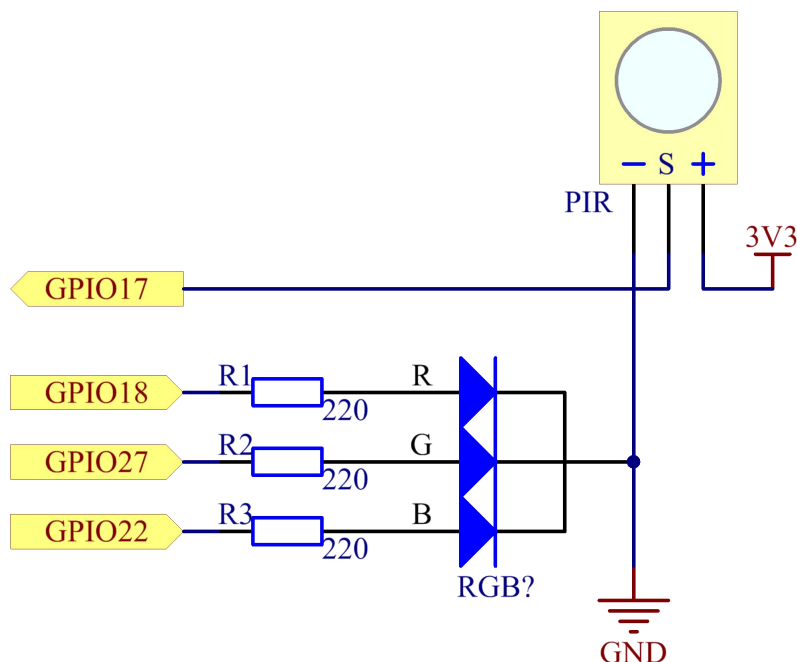 − S +
PIR
3V3
GPIO17
GPIO18
R1
220
R
GPIO27
R2
220
G
GPIO22
R3
220
B
RGB?
GND